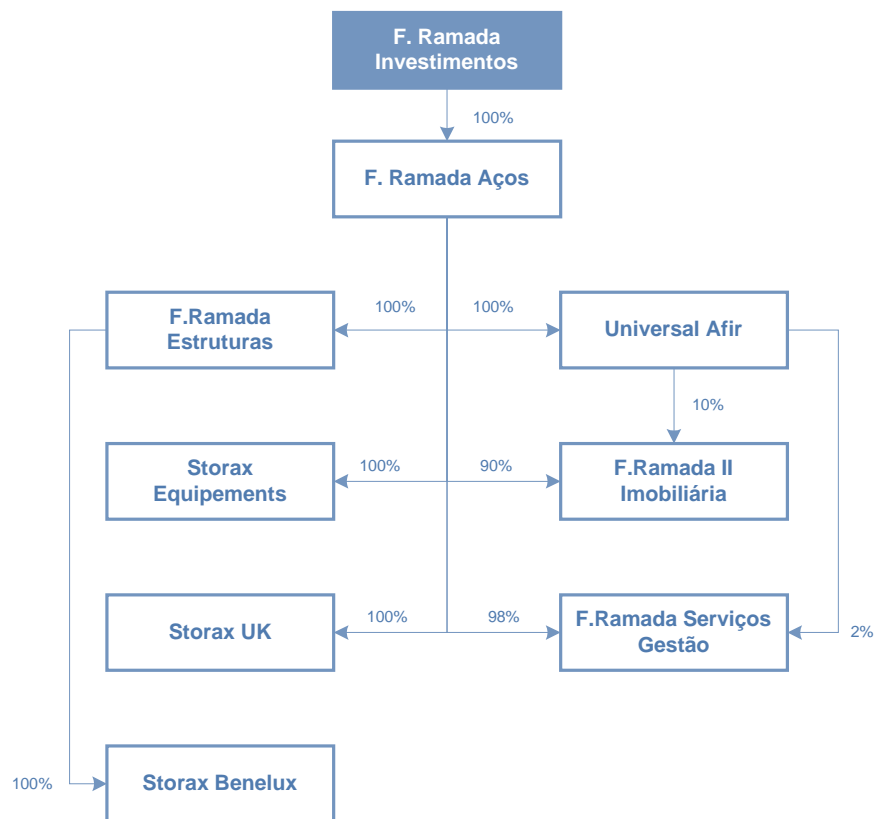 F. Ramada
Investimentos
100%
F. Ramada Aços
F.Ramada
Estruturas
100%
100%
Universal Afir
10%
Storax
Equipements
100%
90%
F.Ramada II
Imobiliária
Storax UK
100%
98%
F.Ramada Serviços
Gestão
2%
100%
Storax Benelux